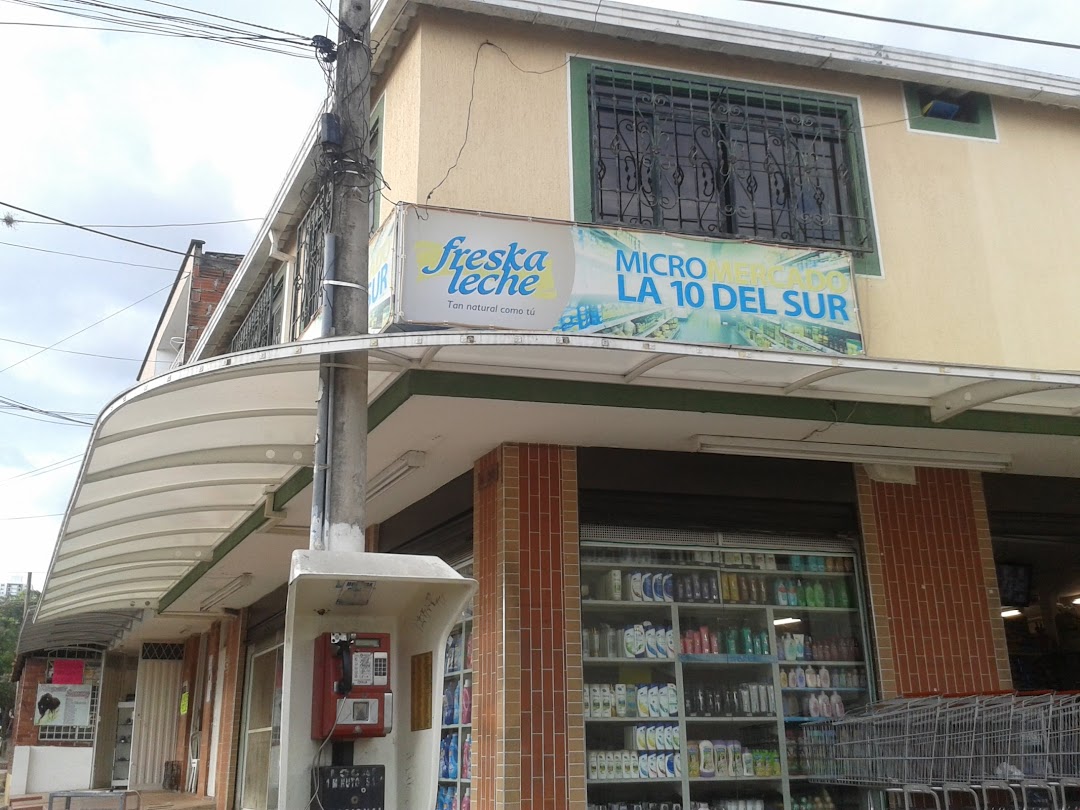 freska
leche
Tan natural como tú
MICRO MERCADO
LA 10 DEL SUR
SUR